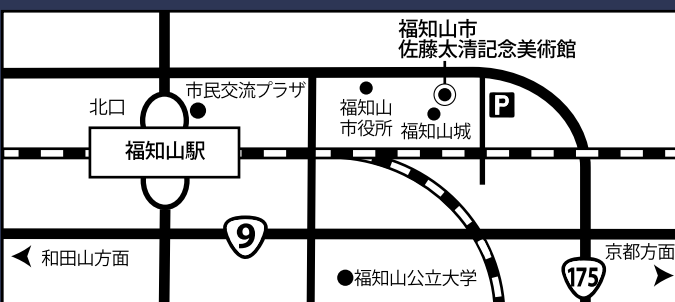 福知山市
佐藤太清記念美術館
市民交流プラザ
北口
P
福知山
市役所
福知山城
福知山駅
9
和田山方面
京都方面
福知山公立大学
175